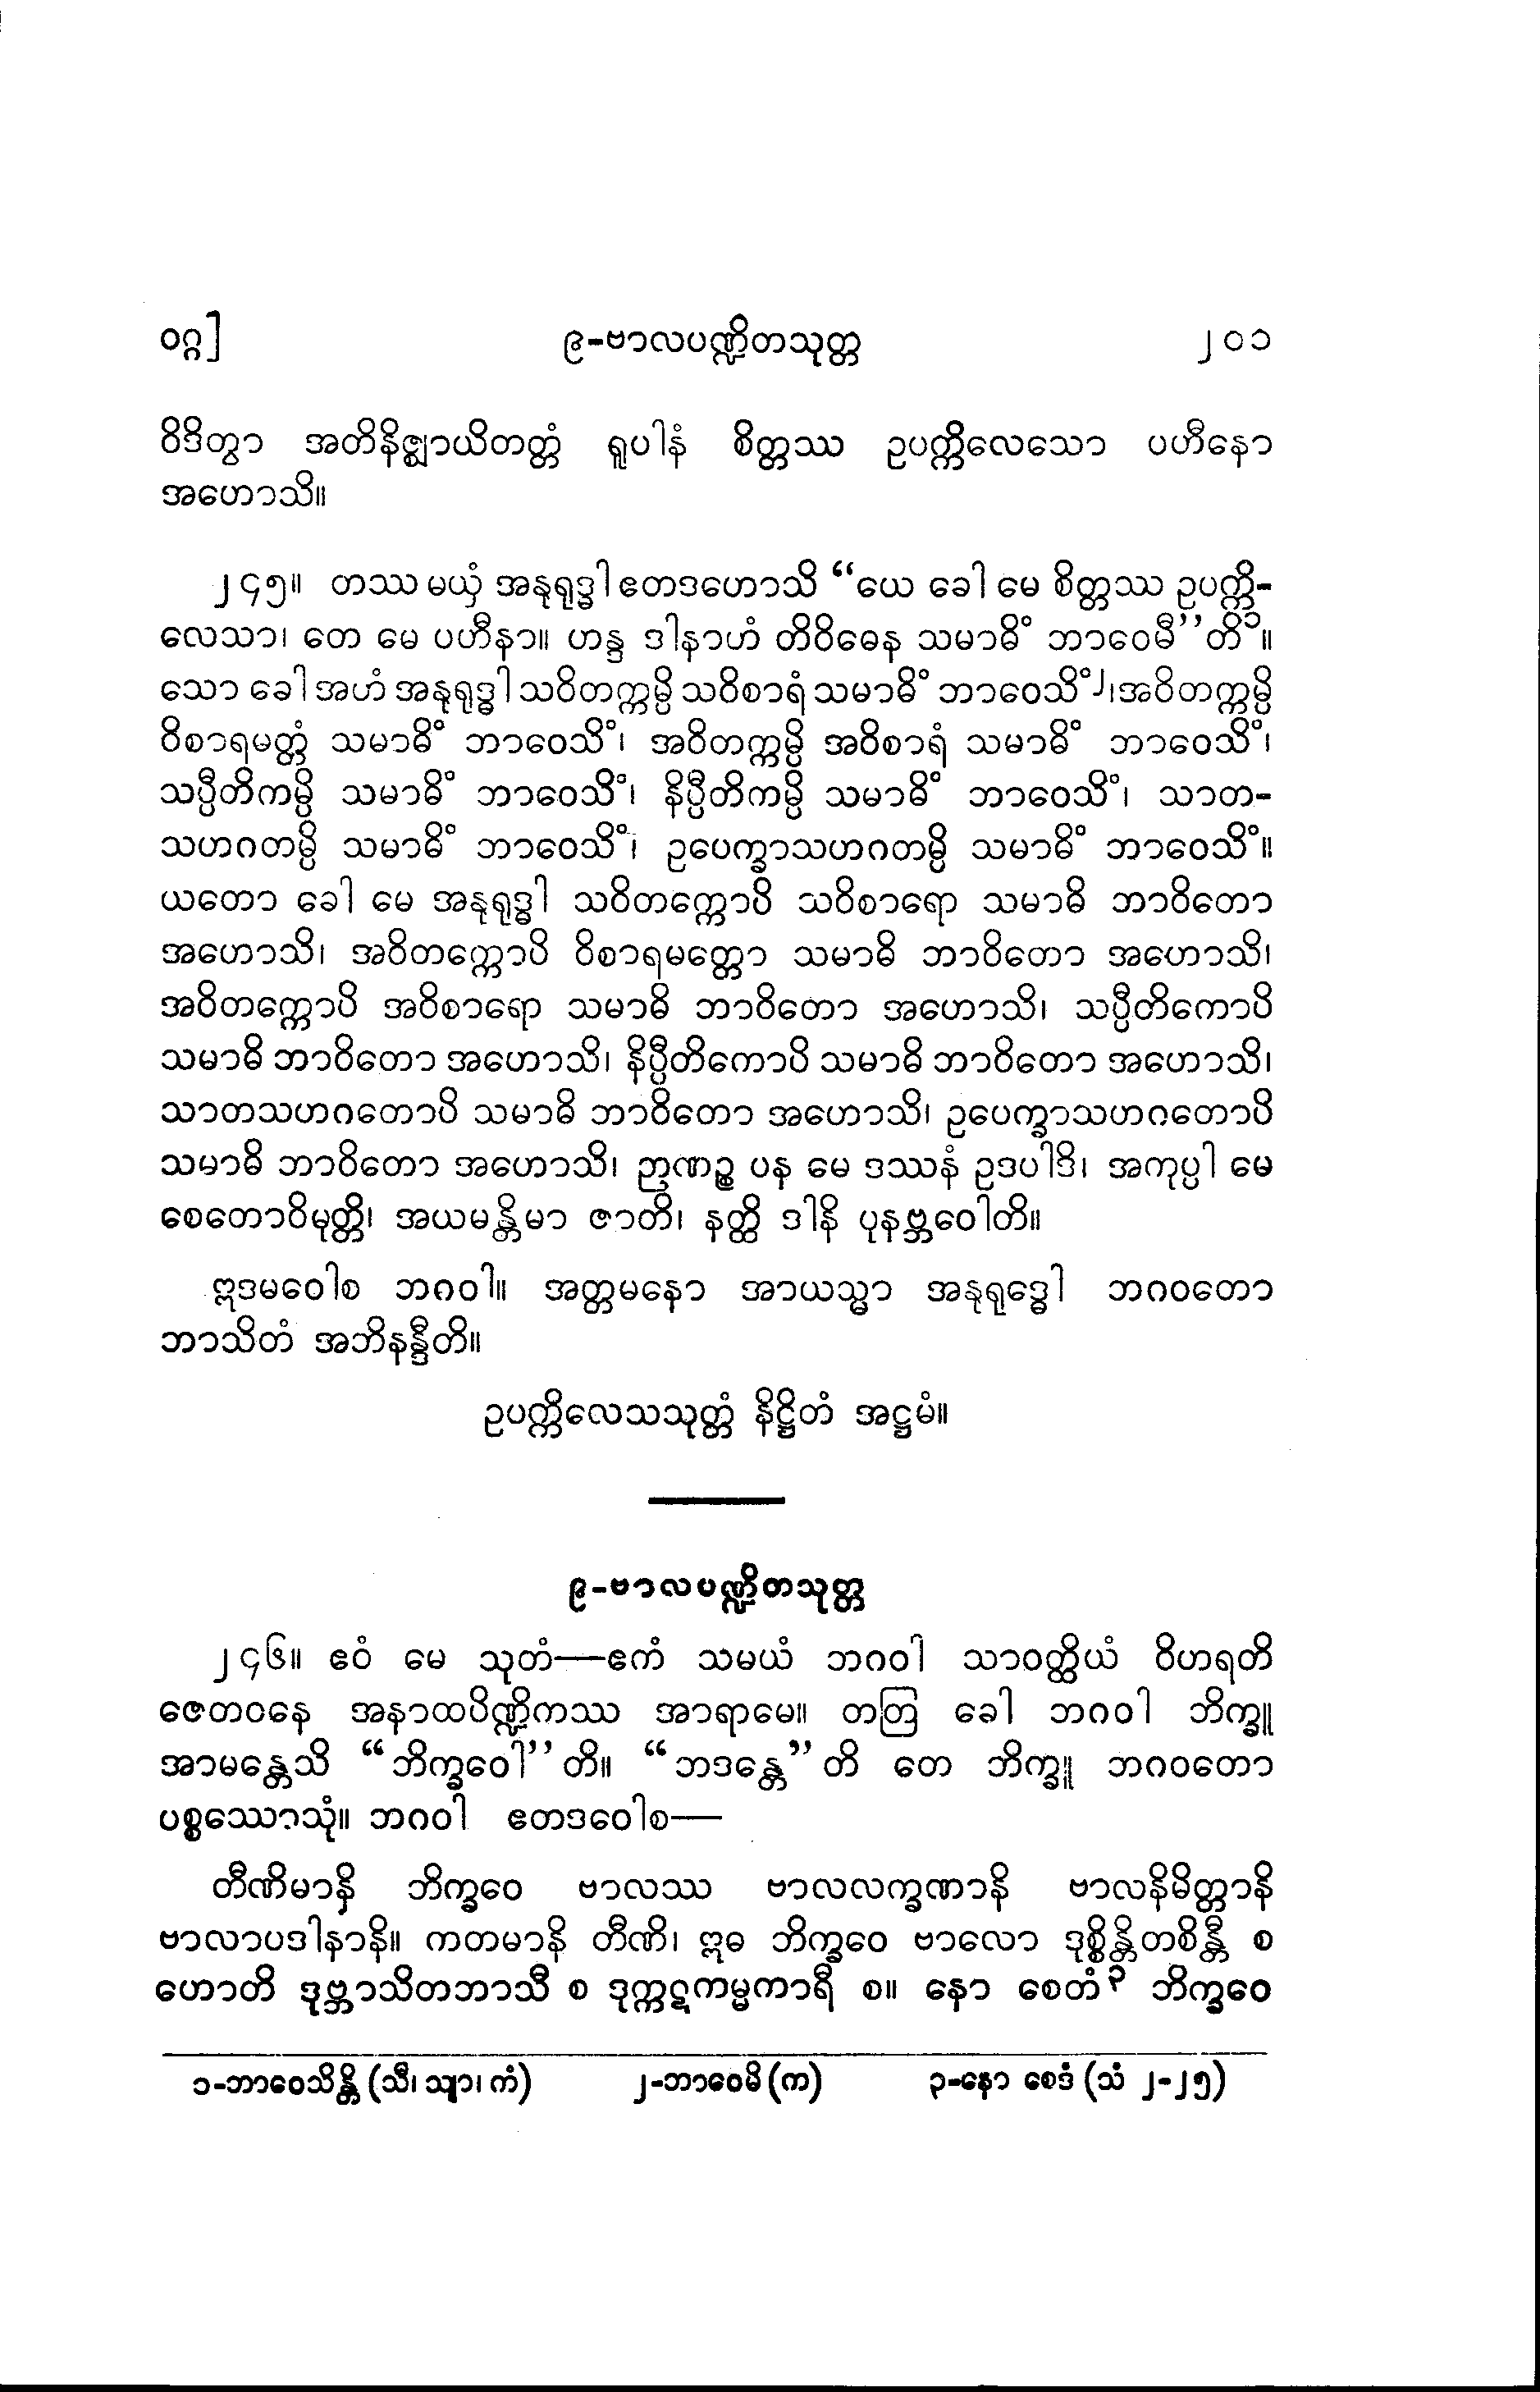 ဝဂ္ဂ] ၉-ဗာလပဏ္ဍိတသုတ္တ ၂၀၁
ဝိဒိတွာ အတိနိဇ္ဈာယိတတ္တံ ရူပါနံ စိတ္တဿ ဥပက္ကိလေသော ပဟီနော
အဟောသိ။
၂၄၅။ တဿ မယှံ အနုရုဒ္ဓါ ဧတဒဟောသိ “ယေ ခေါ မေ စိတ္တဿ ဥပက္ကိ-
လေသာ၊ တေ မေ ပဟီနာ။ ဟန္ဒ ဒါနာဟံ တိဝိဓေန သမာဓိံ ဘာဝေမီ’’တိ၁။
သော ခေါ အဟံ အနုရုဒ္ဓါ သဝိတက္ကမ္ပိ သဝိစာရံ သမာဓိံ ဘာဝေသိံ၂၊ အဝိတက္ကမ္ပိ
ဝိစာရမတ္တံ သမာဓိံ ဘာဝေသိံ၊ အဝိတက္ကမ္ပိ အဝိစာရံ သမာဓိံ ဘာဝေသိံ၊
သပ္ပီတိကမ္ပိ သမာဓိံ ဘာဝေသိံ၊ နိပ္ပီတိကမ္ပိ သမာဓိံ ဘာဝေသိံ၊ သာတ-
သဟဂတမ္ပိ သမာဓိံ ဘာဝေသိံ၊ ဥပေက္ခာသဟဂတမ္ပိ သမာဓိံ ဘာဝေသိံ။
ယတော ခေါ မေ အနုရုဒ္ဓါ သဝိတက္ကောပိ သဝိစာရော သမာဓိ ဘာဝိတော
အဟောသိ၊ အဝိတက္ကောပိ ဝိစာရမတ္တော သမာဓိ ဘာဝိတော အဟောသိ၊
အဝိတက္ကောပိ အဝိစာရော သမာဓိ ဘာဝိတော အဟောသိ၊ သပ္ပီတိကောပိ
သမာဓိ ဘာဝိတော အဟောသိ၊ နိပ္ပီတိကောပိ သမာဓိ ဘာဝိတော အဟောသိ၊
သာတသဟဂတောပိ သမာဓိ ဘာဝိတော အဟောသိ၊ ဥပေက္ခာသဟဂတောပိ
သမာဓိ ဘာဝိတော အဟောသိ၊ ဉာဏဉ္စ ပန မေ ဒဿနံ ဥဒပါဒိ၊ အကုပ္ပါ မေ
စေတောဝိမုတ္တိ၊ အယမန္တိမာ ဇာတိ၊ နတ္ထိ ဒါနိ ပုနဗ္ဘဝေါတိ။
ဣဒမဝေါစ ဘဂဝါ။ အတ္တမနော အာယသ္မာ အနုရုဒ္ဓေါ ဘဂဝတော
ဘာသိတံ အဘိနန္ဒီတိ။
ဥပက္ကိလေသသုတ္တံ နိဋ္ဌိတံ အဋ္ဌမံ။
၉-ဗာလပဏ္ဍိတသုတ္တ
၂၄၆။ ဧဝံ မေ သုတံ—ဧကံ သမယံ ဘဂဝါ သာဝတ္ထိယံ ဝိဟရတိ
ဇေတဝနေ အနာထပိဏ္ဍိကဿ အာရာမေ။ တတြ ခေါ ဘဂဝါ ဘိက္ခူ
အာမန္တေသိ “ဘိက္ခဝေါ’’တိ။ “ဘဒန္တေ’’တိ တေ ဘိက္ခူ ဘဂဝတော
ပစ္စဿောသုံ။ ဘဂဝါ ဧတဒဝေါစ—
တီဏိမာနိ ဘိက္ခဝေ ဗာလဿ ဗာလလက္ခဏာနိ ဗာလနိမိတ္တာနိ
ဗာလာပဒါနာနိ။ ကတမာနိ တီဏိ၊ ဣဓ ဘိက္ခဝေ ဗာလော ဒုစ္စိန္တိတစိန္တီ စ
ဟောတိ ဒုဗ္ဘာသိတဘာသီ စ ဒုက္ကဋကမ္မကာရီ စ။ နော စေတံ၃ ဘိက္ခဝေ
၁-ဘာဝေသိန္တိ (သီ၊ သျာ၊ ကံ) ၂-ဘာဝေမိ (က) ၃-နော စေဒံ (သံ ၂-၂၅)